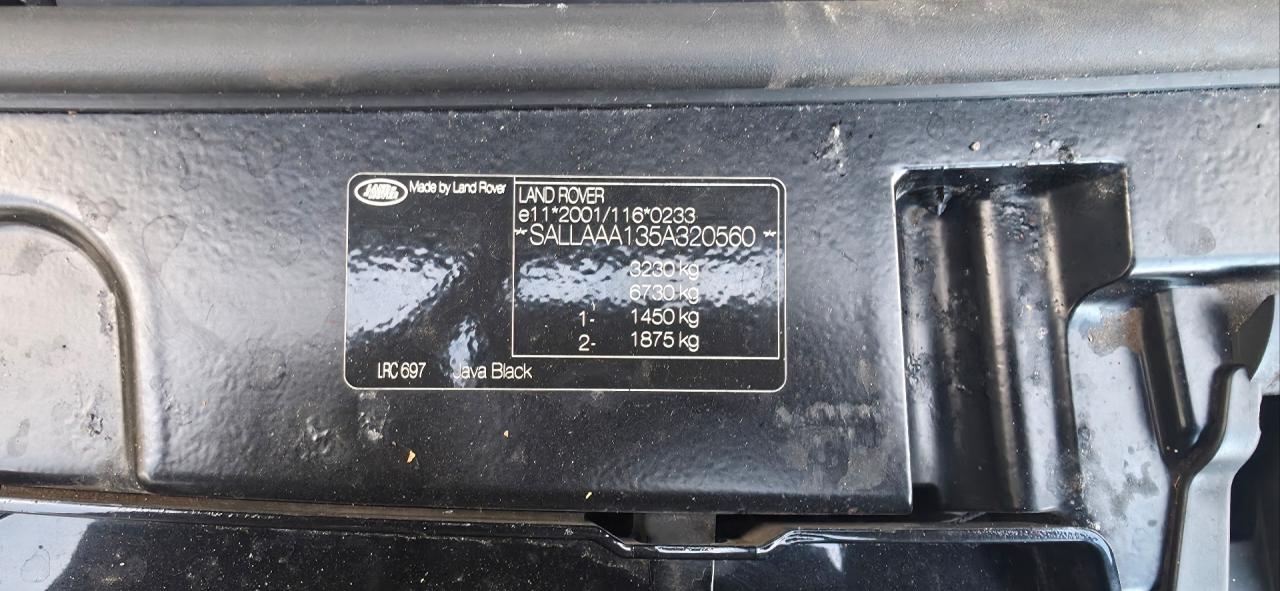 LAND ROVER
Made by Land Rover
LAND ROVER
e11*2001/116*0233
*SALLAAA135A320560*
3230 kg
6730 kg
1- 1450 kg
2- 1875 kg
LRC 697 Java Black